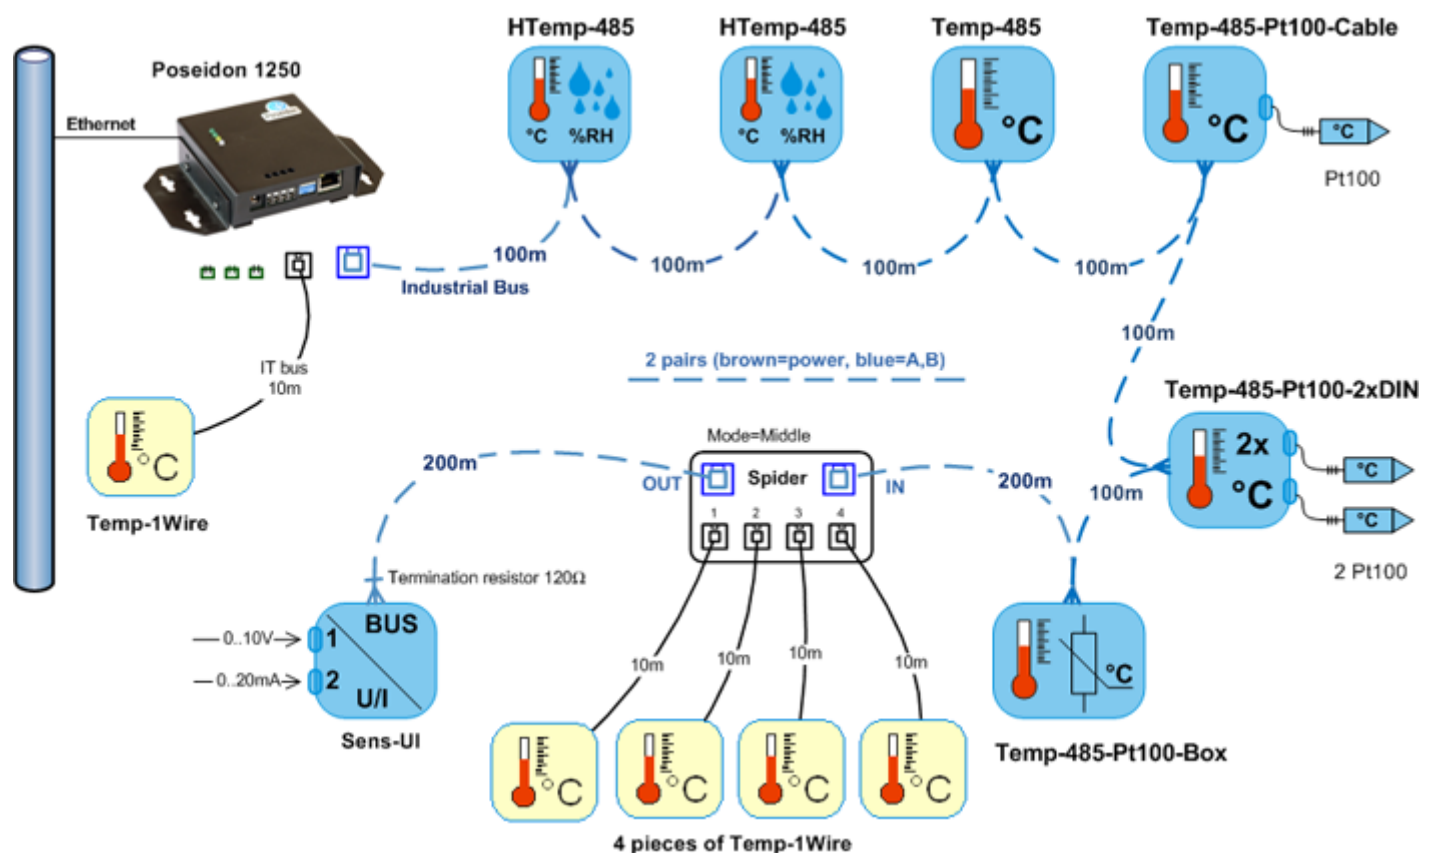 HTemp-485
HTemp-485
Temp-485
Temp-485-Pt100-Cable
Poseidon 1250
Ethernet
°C %RH
°C %RH
°C
°C
°C
Pt100
100m
100m
100m
100m
Industrial Bus
100m
IT bus
10m
2 pairs (brown=power, blue=A,B)
°C
Temp-1Wire
Temp-485-Pt100-2xDIN
2x
°C
°C
°C
2 Pt100
Mode=Middle
200m
OUT
Spider
IN
200m
100m
1 2 3 4
Termination resistor 120Ω
BUS
0..10V
1
0..20mA
2
U/I
Sens-UI
10m
10m
10m
10m
°C
Temp-485-Pt100-Box
°C
°C
°C
°C
4 pieces of Temp-1Wire